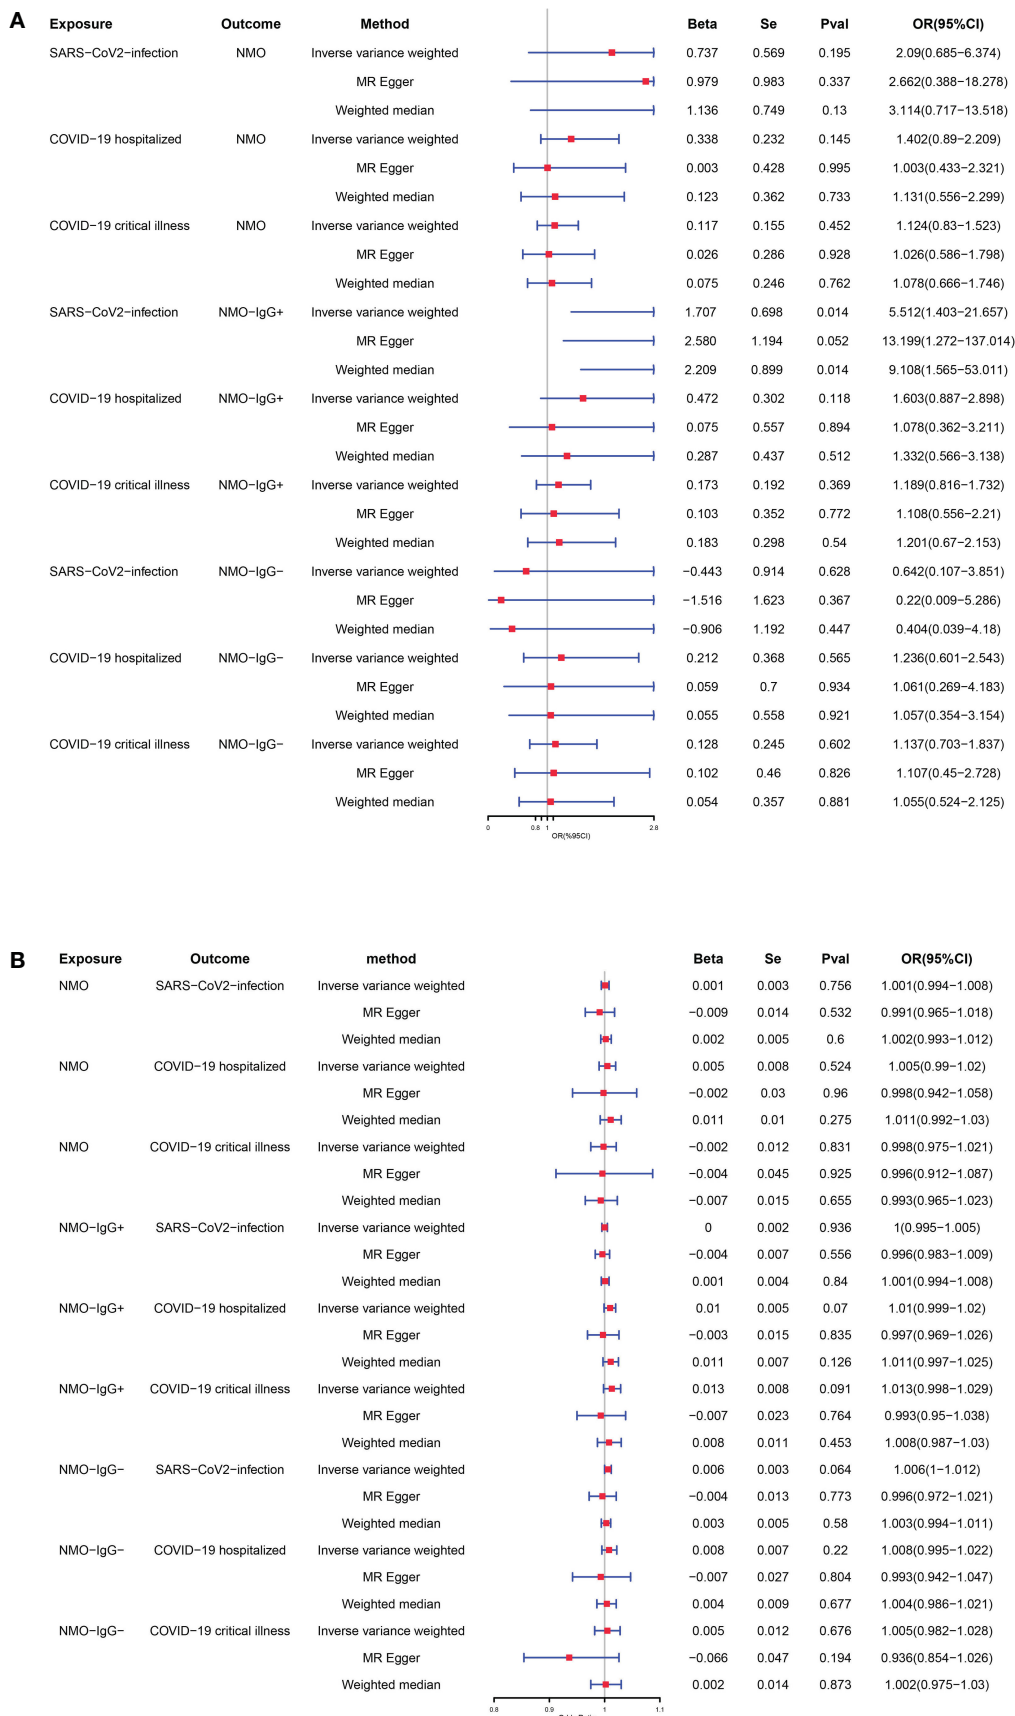 A
Exposure Outcome Method Beta Se Pval OR(95%CI)
SARS−CoV2−infection NMO Inverse variance weighted 0.737 0.569 0.195 2.09(0.685−6.374)
MR Egger 0.979 0.983 0.337 2.662(0.388−18.278)
Weighted median 1.136 0.749 0.13 3.114(0.717−13.518)
COVID−19 hospitalized NMO Inverse variance weighted 0.338 0.232 0.145 1.402(0.89−2.209)
MR Egger 0.003 0.428 0.995 1.003(0.433−2.321)
Weighted median 0.123 0.362 0.733 1.131(0.556−2.299)
COVID−19 critical illness NMO Inverse variance weighted 0.117 0.155 0.452 1.124(0.83−1.523)
MR Egger 0.026 0.286 0.928 1.026(0.586−1.798)
Weighted median 0.075 0.246 0.762 1.078(0.666−1.746)
SARS−CoV2−infection NMO−IgG+ Inverse variance weighted 1.707 0.698 0.014 5.512(1.403−21.657)
MR Egger 2.580 1.194 0.052 13.199(1.272−137.014)
Weighted median 2.209 0.899 0.014 9.108(1.565−53.011)
COVID−19 hospitalized NMO−IgG+ Inverse variance weighted 0.472 0.302 0.118 1.603(0.887−2.898)
MR Egger 0.075 0.557 0.894 1.078(0.362−3.211)
Weighted median 0.287 0.437 0.512 1.332(0.566−3.138)
COVID−19 critical illness NMO−IgG+ Inverse variance weighted 0.173 0.192 0.369 1.189(0.816−1.732)
MR Egger 0.103 0.352 0.772 1.108(0.556−2.21)
Weighted median 0.183 0.298 0.54 1.201(0.67−2.153)
SARS−CoV2−infection NMO−IgG− Inverse variance weighted −0.443 0.914 0.628 0.642(0.107−3.851)
MR Egger −1.516 1.623 0.367 0.22(0.009−5.286)
Weighted median −0.906 1.192 0.447 0.404(0.039−4.18)
COVID−19 hospitalized NMO−IgG− Inverse variance weighted 0.212 0.368 0.565 1.236(0.601−2.543)
MR Egger 0.059 0.7 0.934 1.061(0.269−4.183)
Weighted median 0.055 0.558 0.921 1.057(0.354−3.154)
COVID−19 critical illness NMO−IgG− Inverse variance weighted 0.128 0.245 0.602 1.137(0.703−1.837)
MR Egger 0.102 0.46 0.826 1.107(0.45−2.728)
Weighted median 0.054 0.357 0.881 1.055(0.524−2.125)
0 0.8 1 2.8
OR(%95CI)
B
Exposure Outcome method Beta Se Pval OR(95%CI)
NMO SARS−CoV2−infection Inverse variance weighted 0.001 0.003 0.756 1.001(0.994−1.008)
MR Egger −0.009 0.014 0.532 0.991(0.965−1.018)
Weighted median 0.002 0.005 0.6 1.002(0.993−1.012)
NMO COVID−19 hospitalized Inverse variance weighted 0.005 0.008 0.524 1.005(0.99−1.02)
MR Egger −0.002 0.03 0.96 0.998(0.942−1.058)
Weighted median 0.011 0.01 0.275 1.011(0.992−1.03)
NMO COVID−19 critical illness Inverse variance weighted −0.002 0.012 0.831 0.998(0.975−1.021)
MR Egger −0.004 0.045 0.925 0.996(0.912−1.087)
Weighted median −0.007 0.015 0.655 0.993(0.965−1.023)
NMO−IgG+ SARS−CoV2−infection Inverse variance weighted 0 0.002 0.936 1(0.995−1.005)
MR Egger −0.004 0.007 0.556 0.996(0.983−1.009)
Weighted median 0.001 0.004 0.84 1.001(0.994−1.008)
NMO−IgG+ COVID−19 hospitalized Inverse variance weighted 0.01 0.005 0.07 1.01(0.999−1.02)
MR Egger −0.003 0.015 0.835 0.997(0.969−1.026)
Weighted median 0.011 0.007 0.126 1.011(0.997−1.025)
NMO−IgG+ COVID−19 critical illness Inverse variance weighted 0.013 0.008 0.091 1.013(0.998−1.029)
MR Egger −0.007 0.023 0.764 0.993(0.95−1.038)
Weighted median 0.008 0.011 0.453 1.008(0.987−1.03)
NMO−IgG− SARS−CoV2−infection Inverse variance weighted 0.006 0.003 0.064 1.006(1−1.012)
MR Egger −0.004 0.013 0.773 0.996(0.972−1.021)
Weighted median 0.003 0.005 0.58 1.003(0.994−1.011)
NMO−IgG− COVID−19 hospitalized Inverse variance weighted 0.008 0.007 0.22 1.008(0.995−1.022)
MR Egger −0.007 0.027 0.804 0.993(0.942−1.047)
Weighted median 0.004 0.009 0.677 1.004(0.986−1.021)
NMO−IgG− COVID−19 critical illness Inverse variance weighted 0.005 0.012 0.676 1.005(0.982−1.028)
MR Egger −0.066 0.047 0.194 0.936(0.854−1.026)
Weighted median 0.002 0.014 0.873 1.002(0.975−1.03)
0.8 0.9 1 1.1